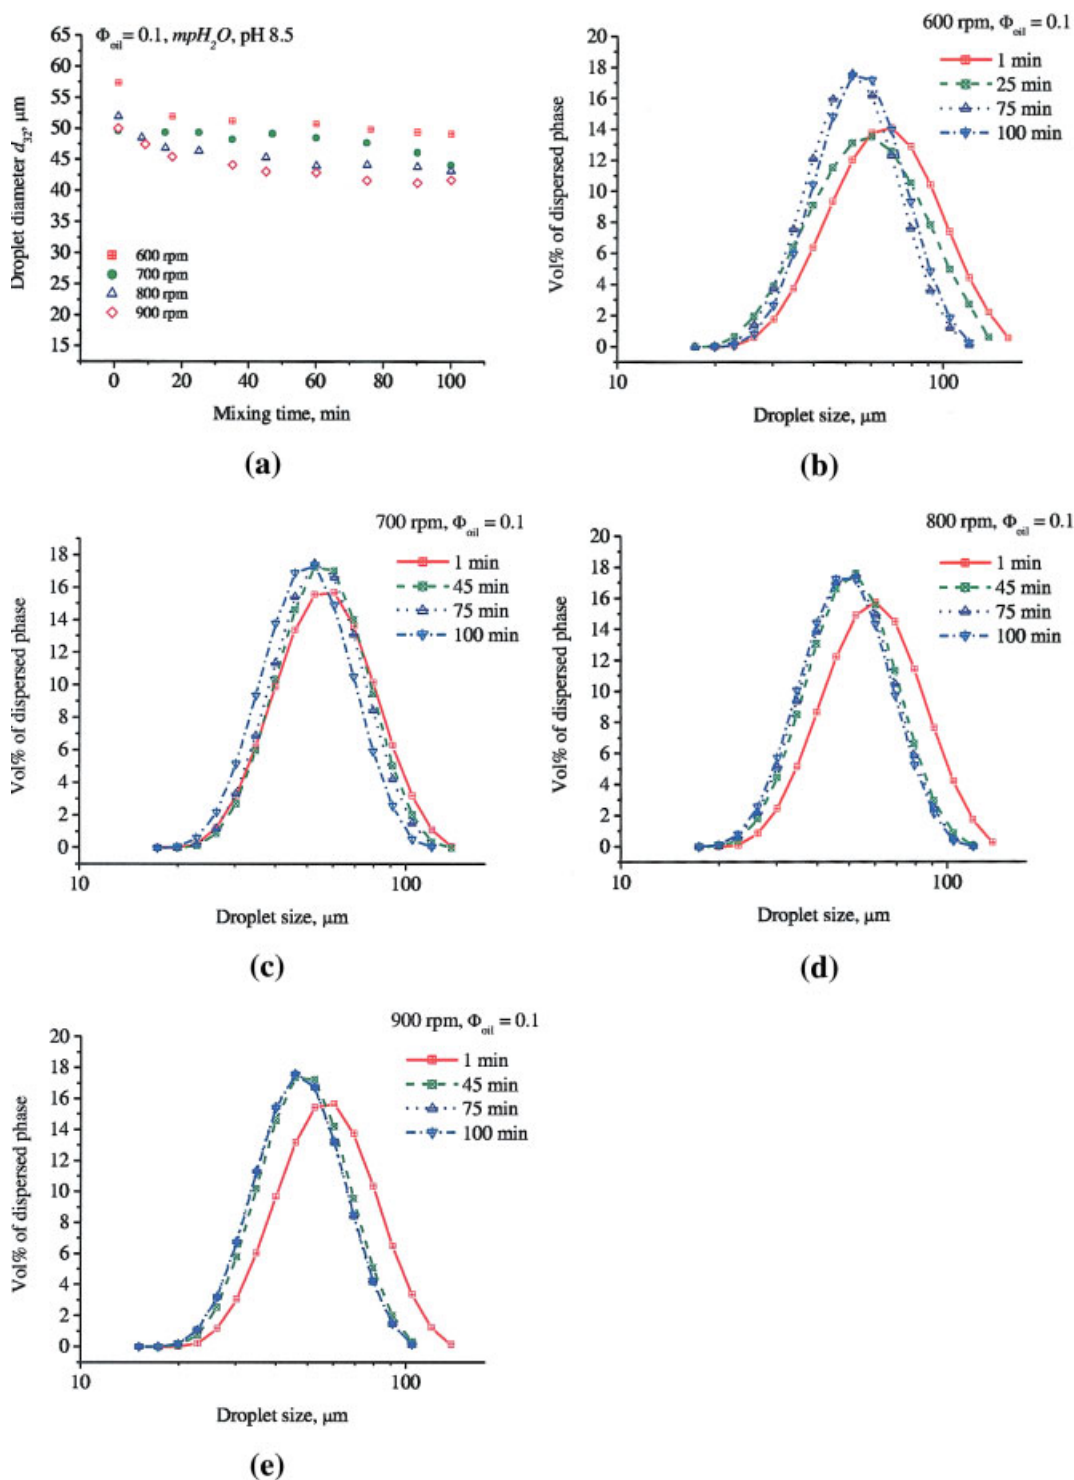 Φoil = 0.1, mpH2O, pH 8.5
65
60
55
50
45
40
35
30
25
20
15
Droplet diameter d32, μm
600 rpm
700 rpm
800 rpm
900 rpm
0 20 40 60 80 100
Mixing time, min
(a)
600 rpm, Φoil = 0.1
20
18
16
14
12
10
8
6
4
2
0
Vol% of dispersed phase
1 min
25 min
75 min
100 min
10 100
Droplet size, μm
(b)
700 rpm, Φoil = 0.1
18
16
14
12
10
8
6
4
2
0
Vol% of dispersed phase
1 min
45 min
75 min
100 min
10 100
Droplet size, μm
(c)
800 rpm, Φoil = 0.1
20
18
16
14
12
10
8
6
4
2
0
Vol% of dispersed phase
1 min
45 min
75 min
100 min
10 100
Droplet size, μm
(d)
900 rpm, Φoil = 0.1
20
18
16
14
12
10
8
6
4
2
0
Vol% of dispersed phase
1 min
45 min
75 min
100 min
10 100
Droplet size, μm
(e)